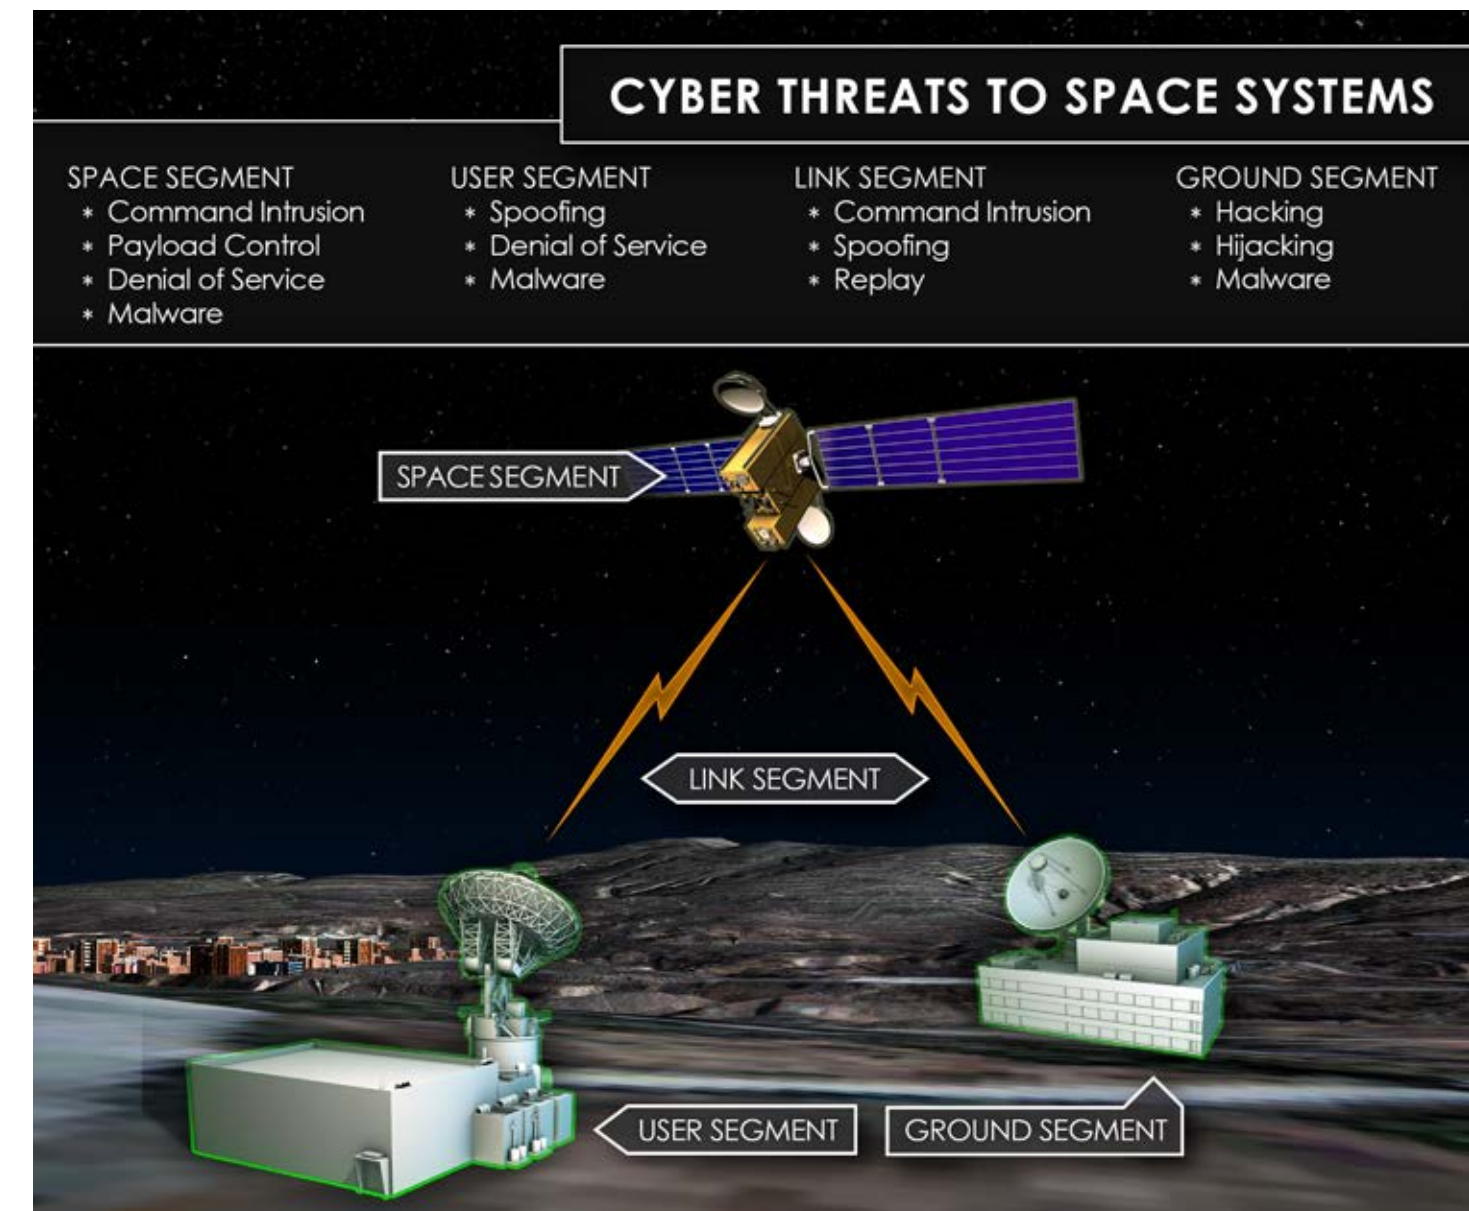 CYBER THREATS TO SPACE SYSTEMS
SPACE SEGMENT
* Command Intrusion
* Payload Control
* Denial of Service
* Malware
USER SEGMENT
* Spoofing
* Denial of Service
* Malware
LINK SEGMENT
* Command Intrusion
* Spoofing
* Replay
GROUND SEGMENT
* Hacking
* Hijacking
* Malware
SPACE SEGMENT
LINK SEGMENT
USER SEGMENT
GROUND SEGMENT